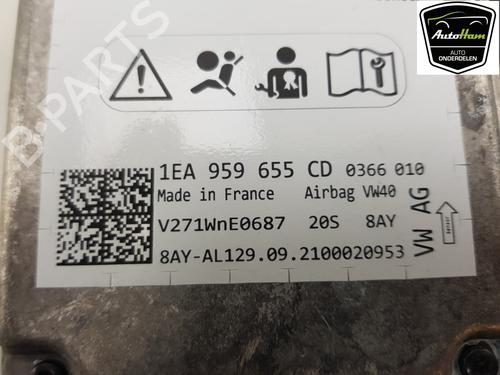 AutoHam
AUTO
ONDERDELEN
B-PARTS
1EA 959 655 CD 0366 010
Made in France Airbag VW40
V271WnE0687 20S 8AY
8AY-AL129.09.2100020953
VW AG